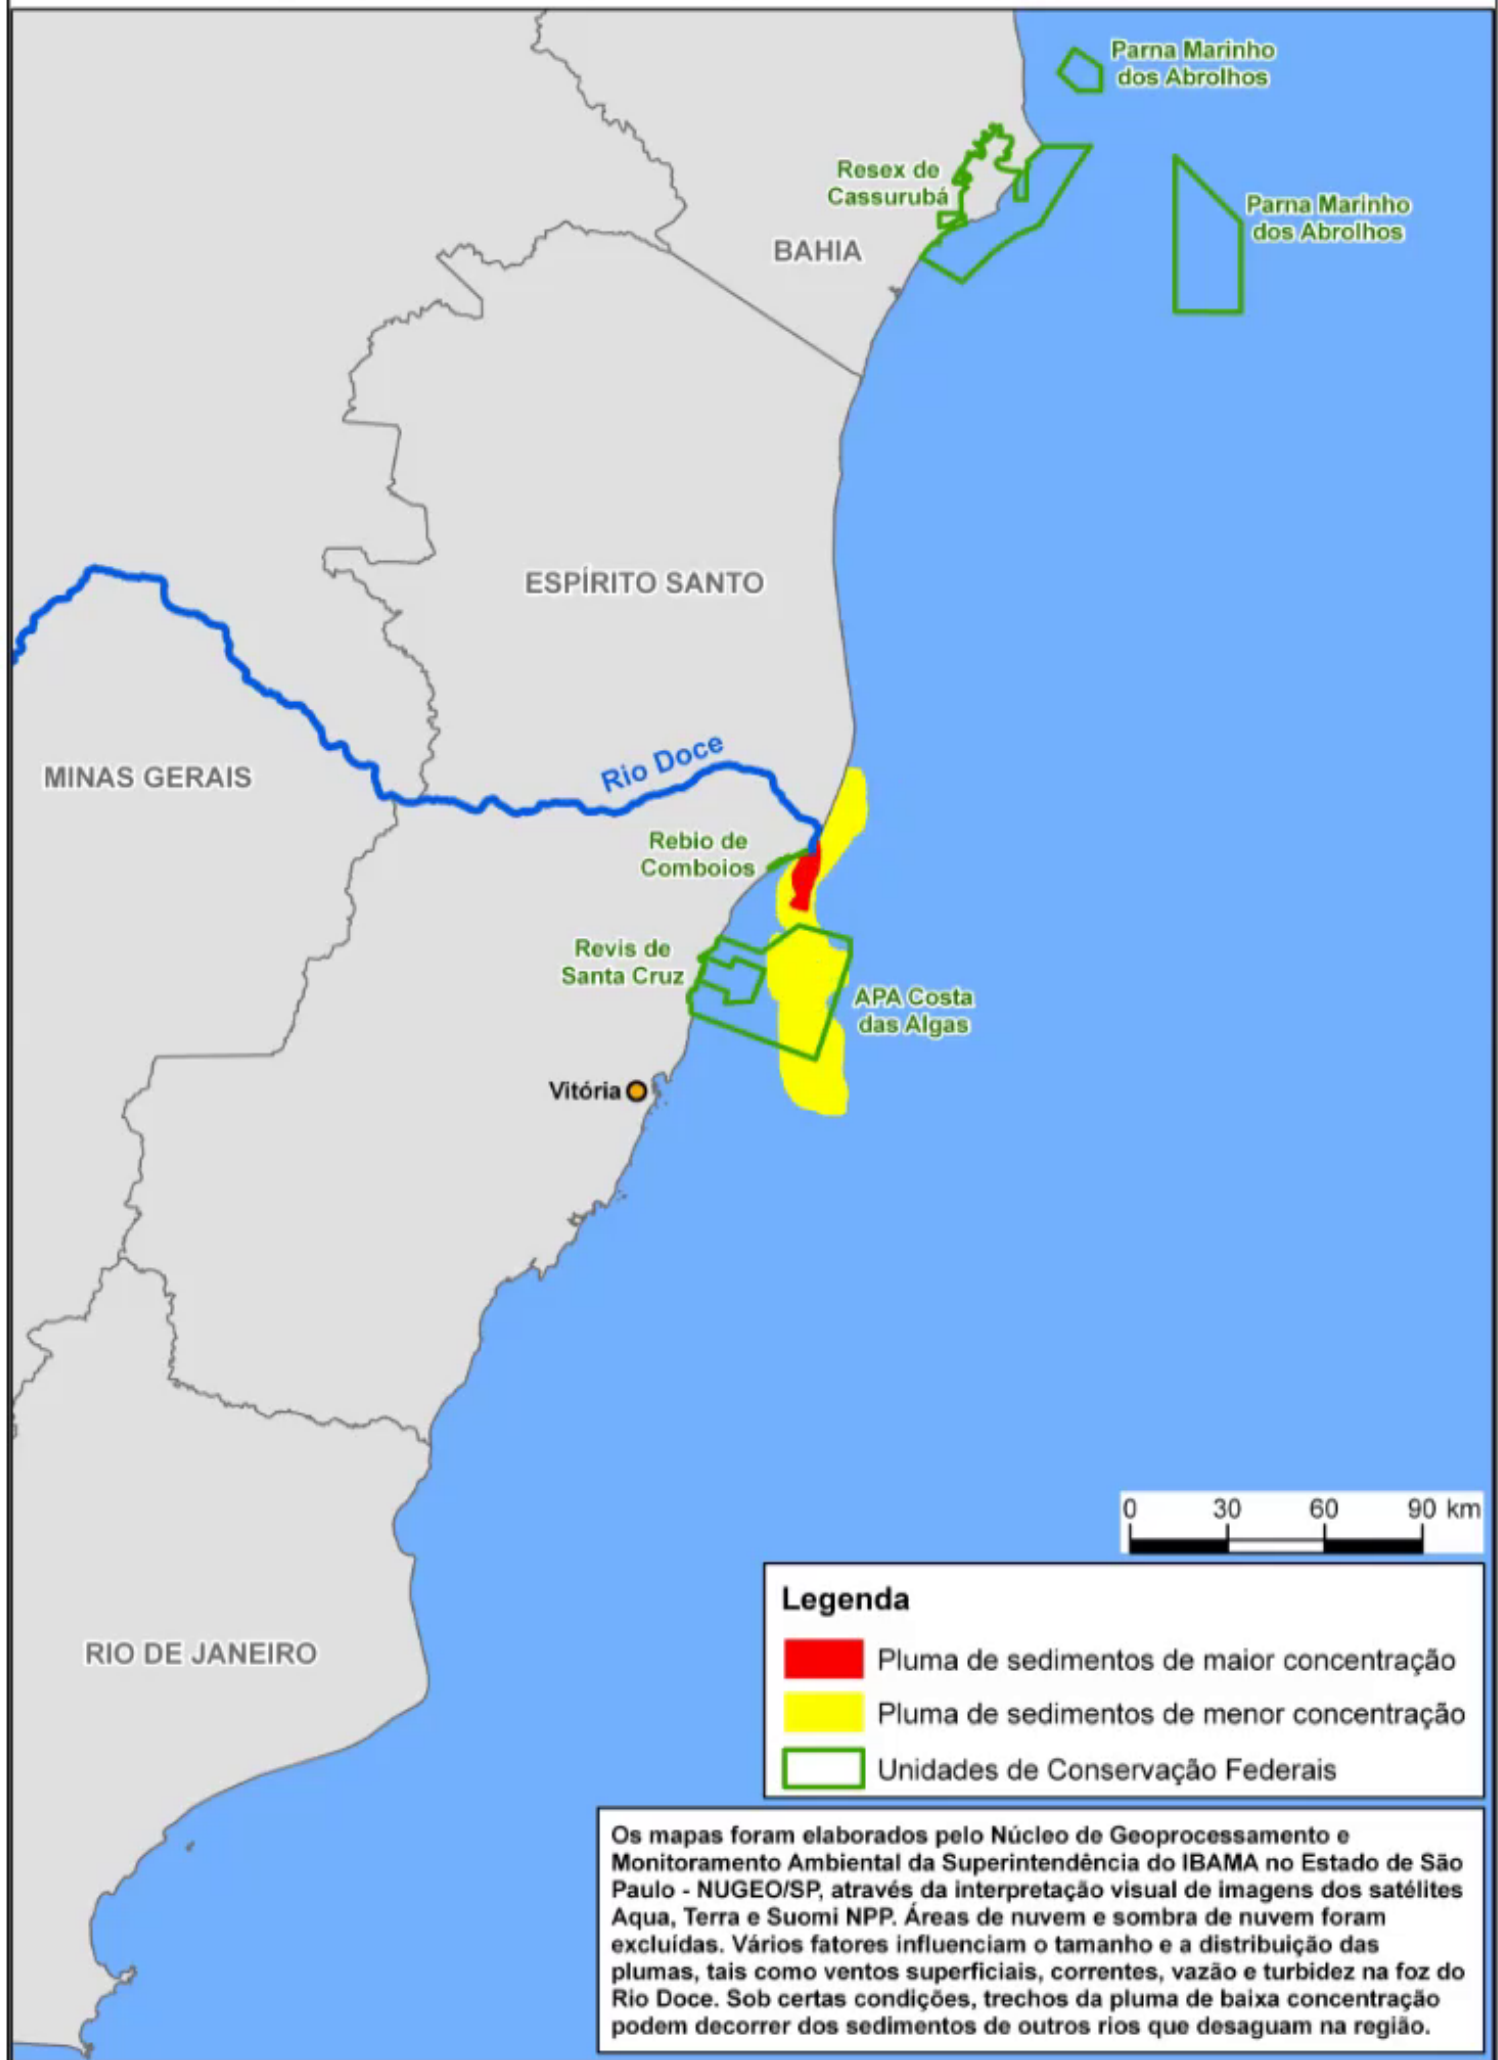 Parna Marinho
dos Abrolhos
Resex de
Cassurubá
Parna Marinho
dos Abrolhos
BAHIA
ESPÍRITO SANTO
Rio Doce
MINAS GERAIS
Rebio de
Comboios
Revis de
Santa Cruz
APA Costa
das Algas
Vitória
0 30 60 90 km
RIO DE JANEIRO
Legenda
Pluma de sedimentos de maior concentração
Pluma de sedimentos de menor concentração
Unidades de Conservação Federais
Os mapas foram elaborados pelo Núcleo de Geoprocessamento e
Monitoramento Ambiental da Superintendência do IBAMA no Estado de São
Paulo - NUGEO/SP, através da interpretação visual de imagens dos satélites
Aqua, Terra e Suomi NPP. Áreas de nuvem e sombra de nuvem foram
excluídas. Vários fatores influenciam o tamanho e a distribuição das
plumas, tais como ventos superficiais, correntes, vazão e turbidez na foz do
Rio Doce. Sob certas condições, trechos da pluma de baixa concentração
podem decorrer dos sedimentos de outros rios que desaguam na região.